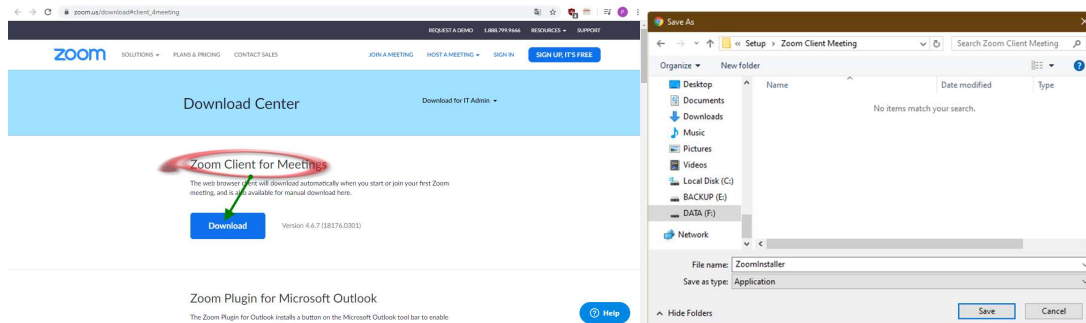 zoom.us/download#client_4meeting
REQUEST A DEMO 1.888.799.9666 RESOURCES SUPPORT
zoom SOLUTIONS PLANS & PRICING CONTACT SALES JOIN A MEETING HOST A MEETING SIGN IN SIGN UP, IT'S FREE
Download Center Download for IT Admin
Zoom Client for Meetings
The web browser client will download automatically when you start or join your first Zoom
meeting, and is also available for manual download here.
Download Version 4.6.7 (18176.0301)
Zoom Plugin for Microsoft Outlook
The Zoom Plugin for Outlook installs a button on the Microsoft Outlook tool bar to enable
Help
Save As
« Setup › Zoom Client Meeting Search Zoom Client Meeting
Organize New folder
Name Date modified Type
No items match your search.
Desktop
Documents
Downloads
Music
Pictures
Videos
Local Disk (C:)
BACKUP (E:)
DATA (F:)
Network
File name: ZoomInstaller
Save as type: Application
Hide Folders Save Cancel